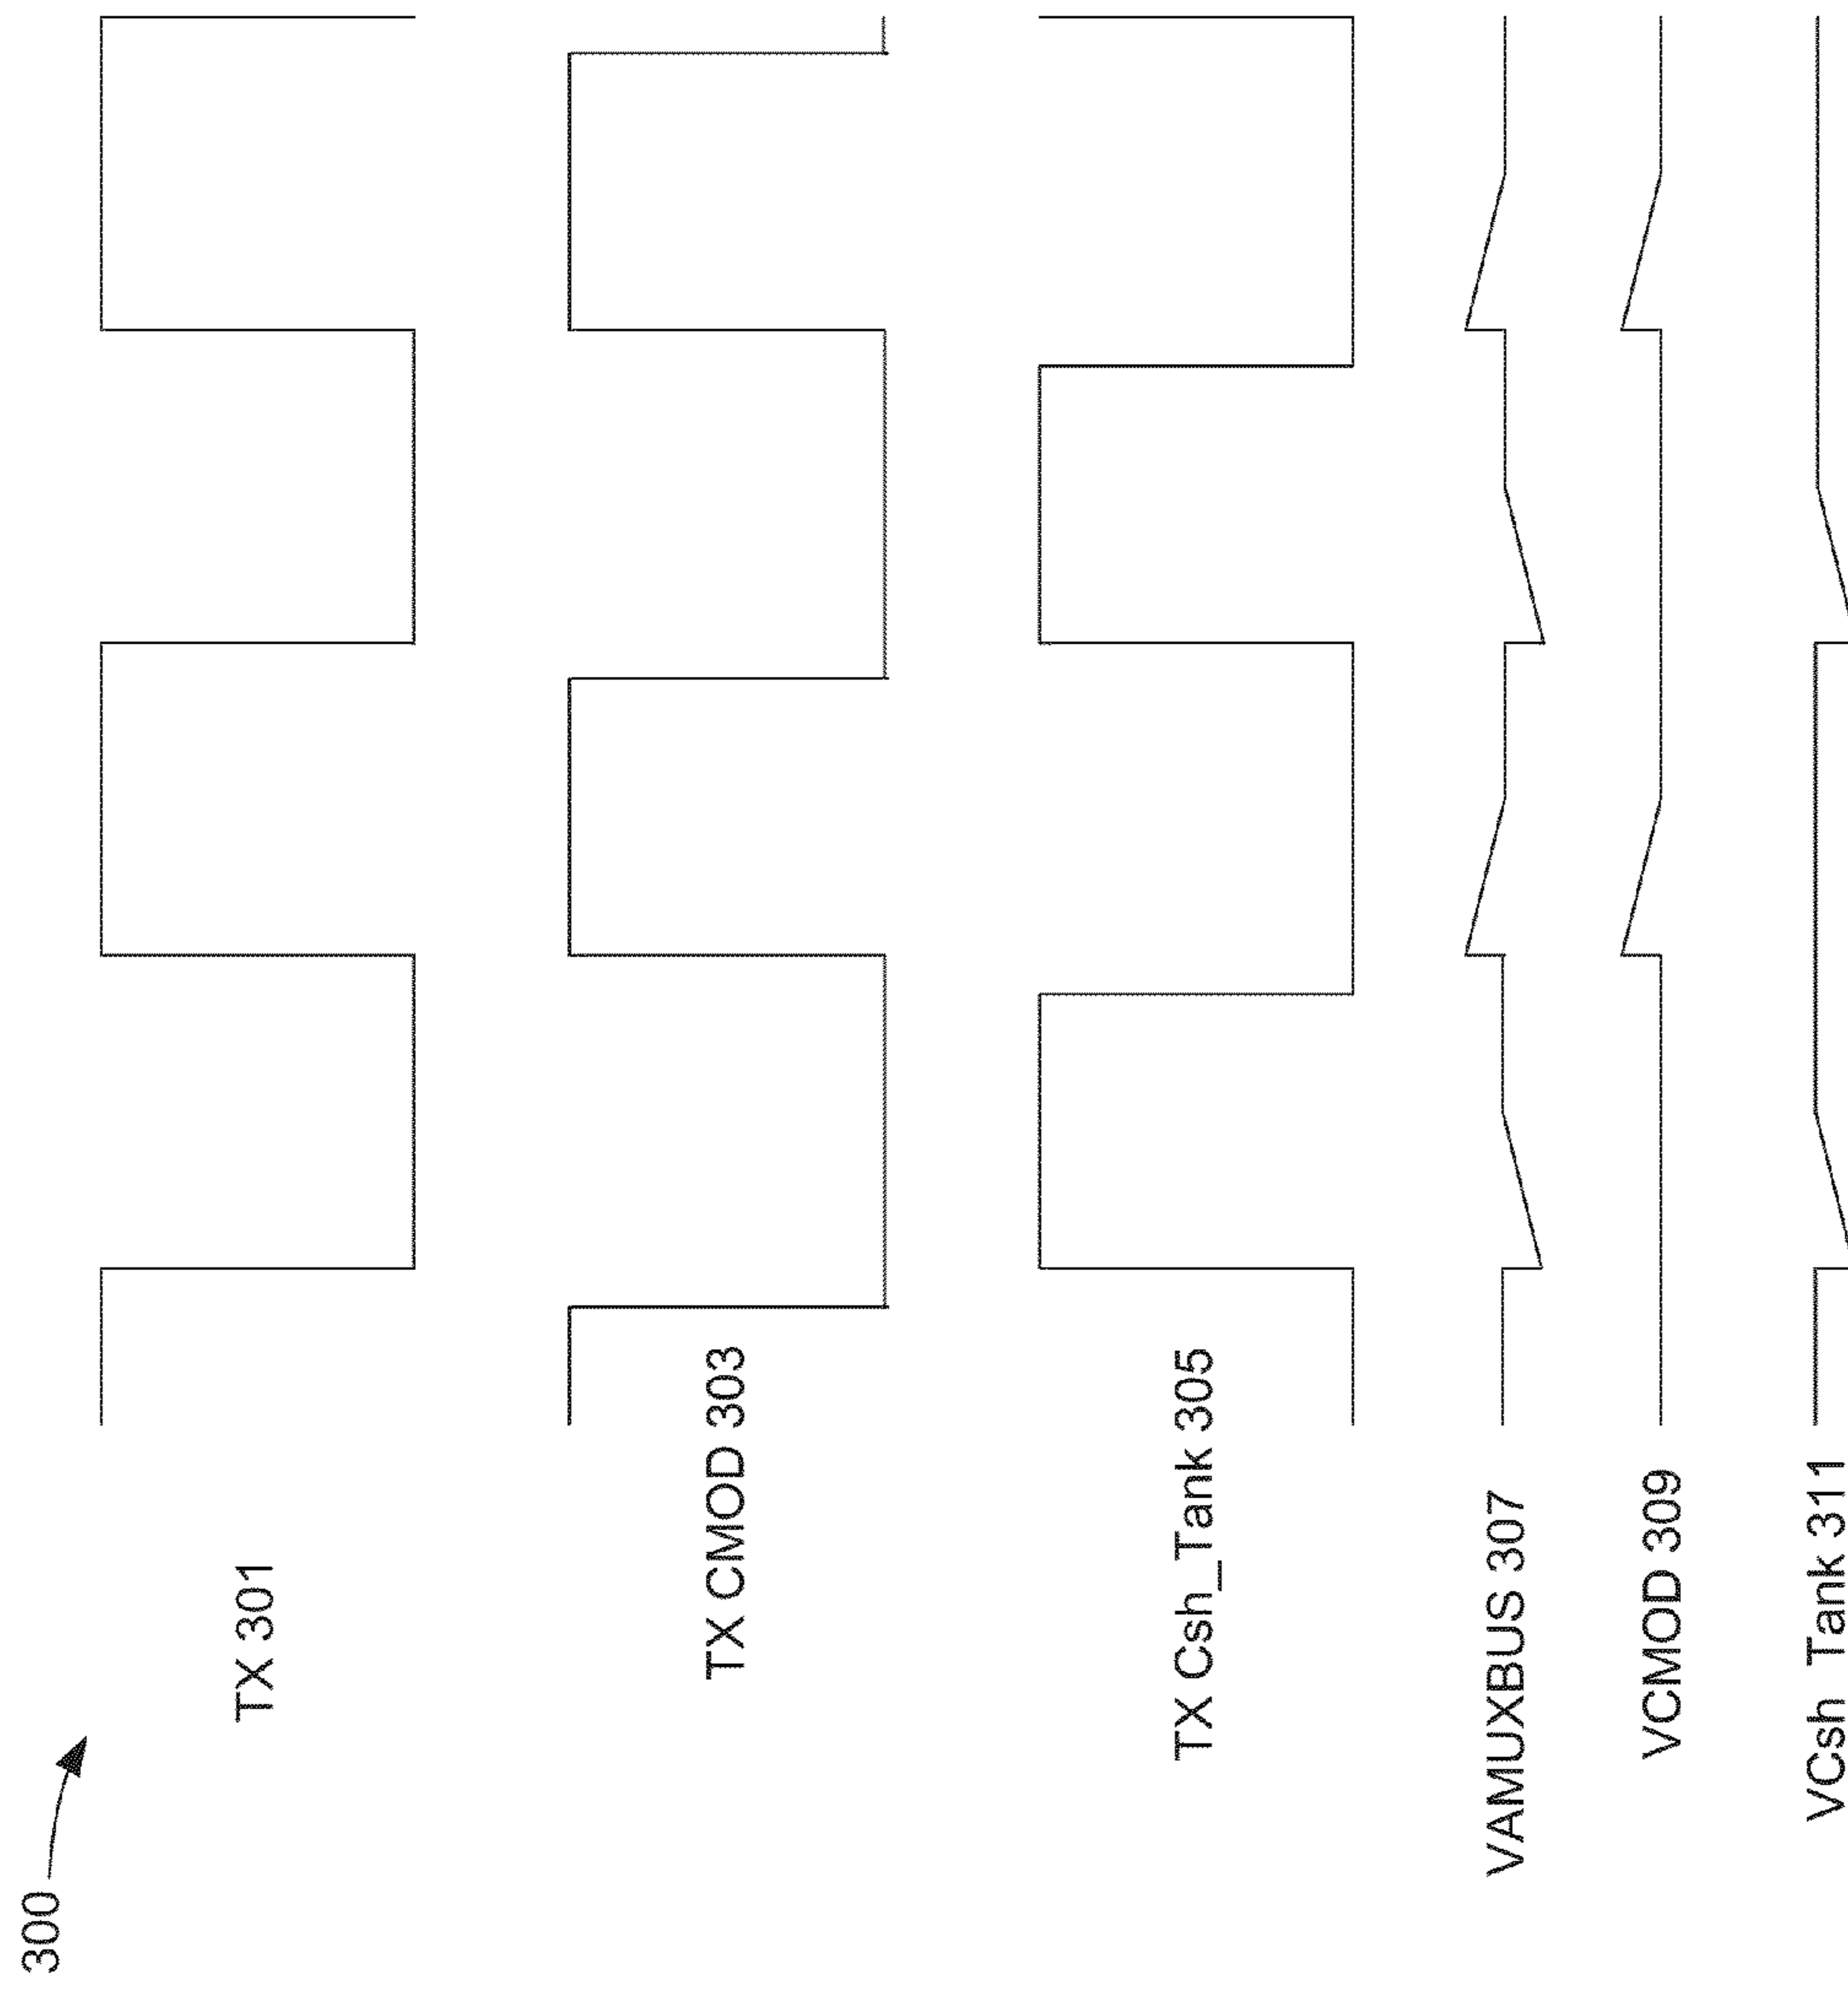 300
TX 301
TX CMOD 303
TX Csh_Tank 305
VAMUXBUS 307
VCMOD 309
VCsh_Tank 311